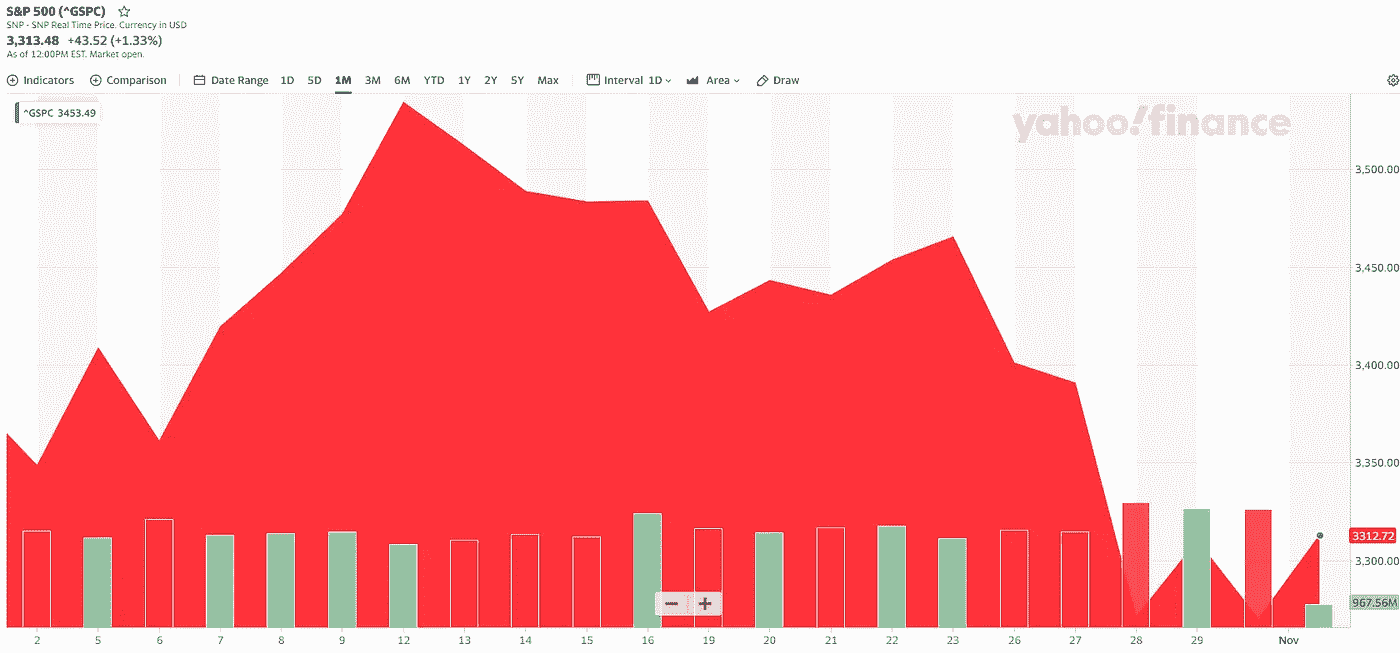 S&P 500 (^GSPC)
SNP - SNP Real Time Price. Currency in USD
3,313.48 +43.52 (+1.33%)
As of 12:00PM EST. Market open.
Indicators Comparison Date Range 1D 5D 1M 3M 6M YTD 1Y 2Y 5Y Max Interval 1D Area Draw
^GSPC 3453.49
yahoo!finance
3,500.00
3,450.00
3,400.00
3,350.00
3312.72
3,300.00
967.56M
2 5 6 7 8 9 12 13 14 15 16 19 20 21 22 23 26 27 28 29 Nov